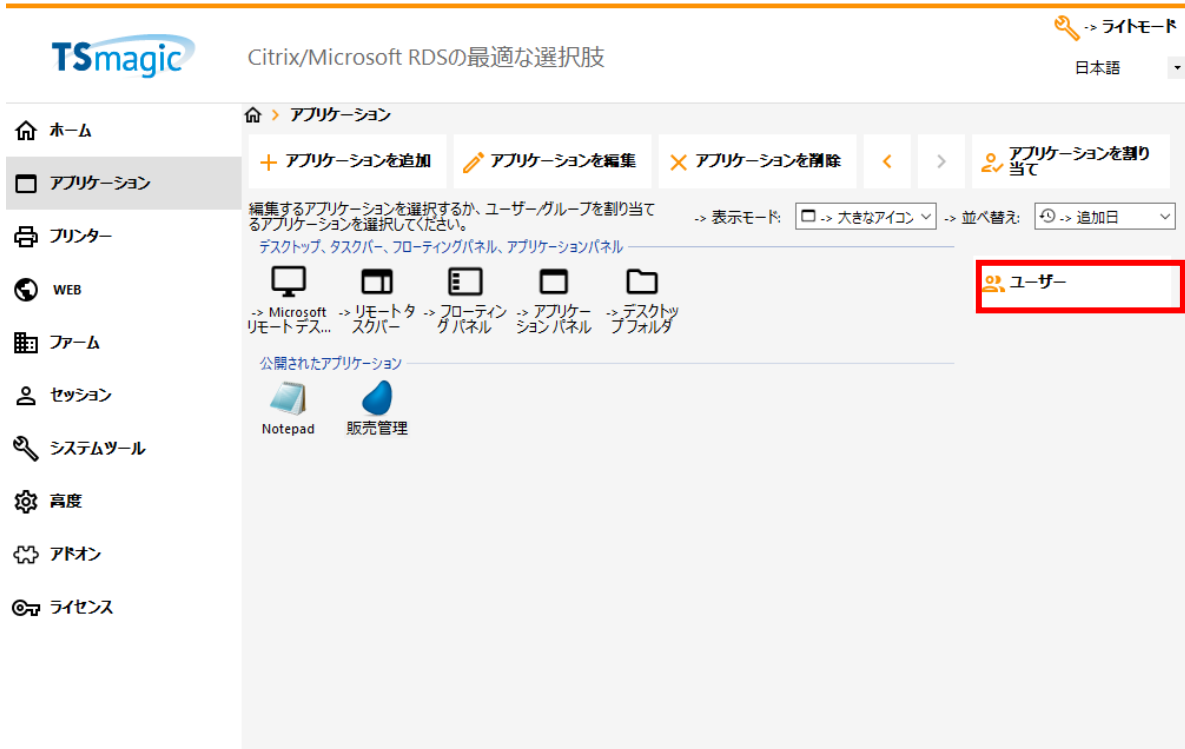 -> ライトモード
TSmagic
Citrix/Microsoft RDSの最適な選択肢
日本語
ホーム
アプリケーション
プリンター
WEB
ファーム
セッション
システムツール
高度
アドオン
ライセンス
アプリケーション
アプリケーションを追加
アプリケーションを編集
アプリケーションを削除
アプリケーションを割り
当て
編集するアプリケーションを選択するか、ユーザー/グループを割り当て
るアプリケーションを選択してください。
-> 表示モード:
-> 大きなアイコン
-> 並べ替え:
-> 追加日
デスクトップ、タスクバー、フローティングパネル、アプリケーションパネル
-> Microsoft
リモートデス...
-> リモートタ
スクバー
-> フローティン
グ パネル
-> アプリケー
ション パネル
-> デスクトッ
プ フォルダ
ユーザー
公開されたアプリケーション
Notepad
販売管理